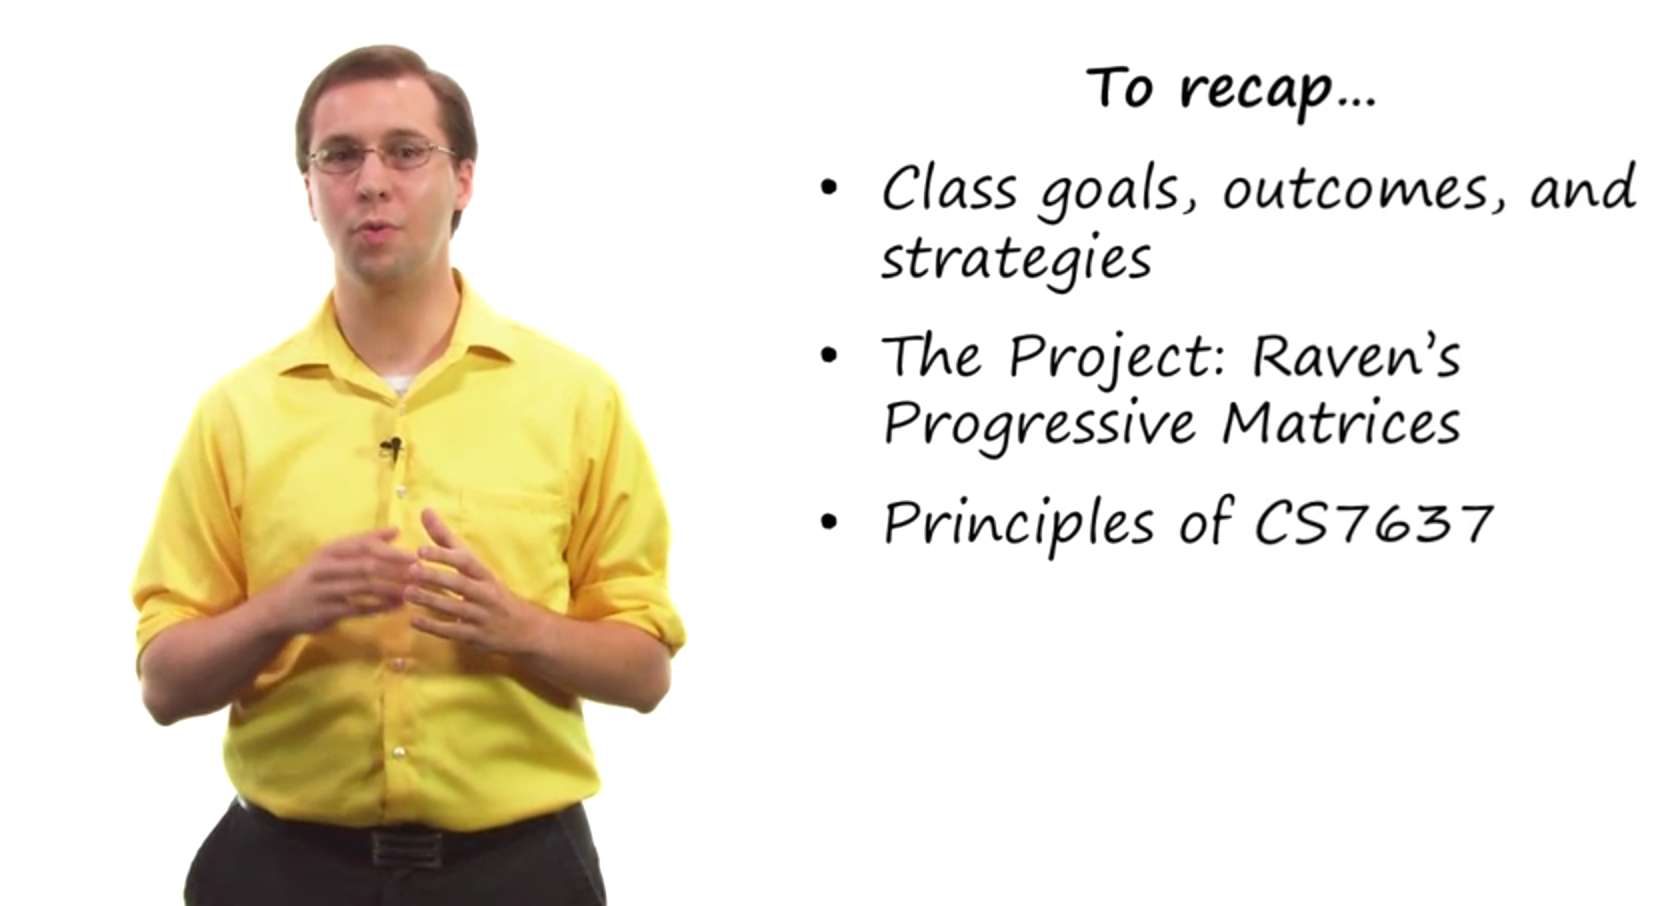 To recap...
• Class goals, outcomes, and
strategies
• The Project: Raven's
Progressive Matrices
• Principles of CS7637